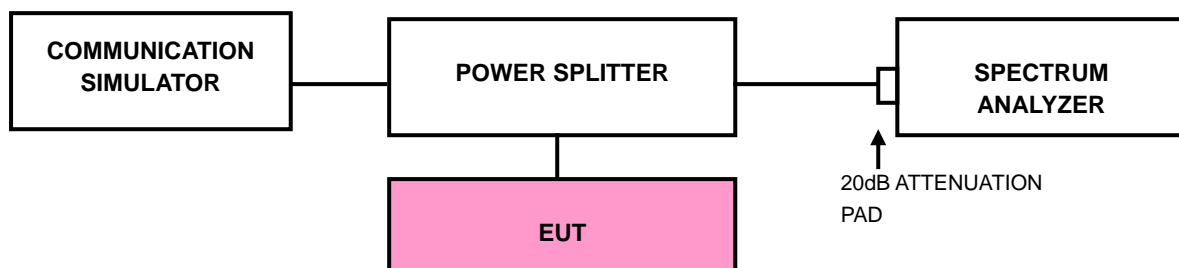 COMMUNICATION
SIMULATOR
POWER SPLITTER
SPECTRUM
ANALYZER
20dB ATTENUATION
PAD
EUT